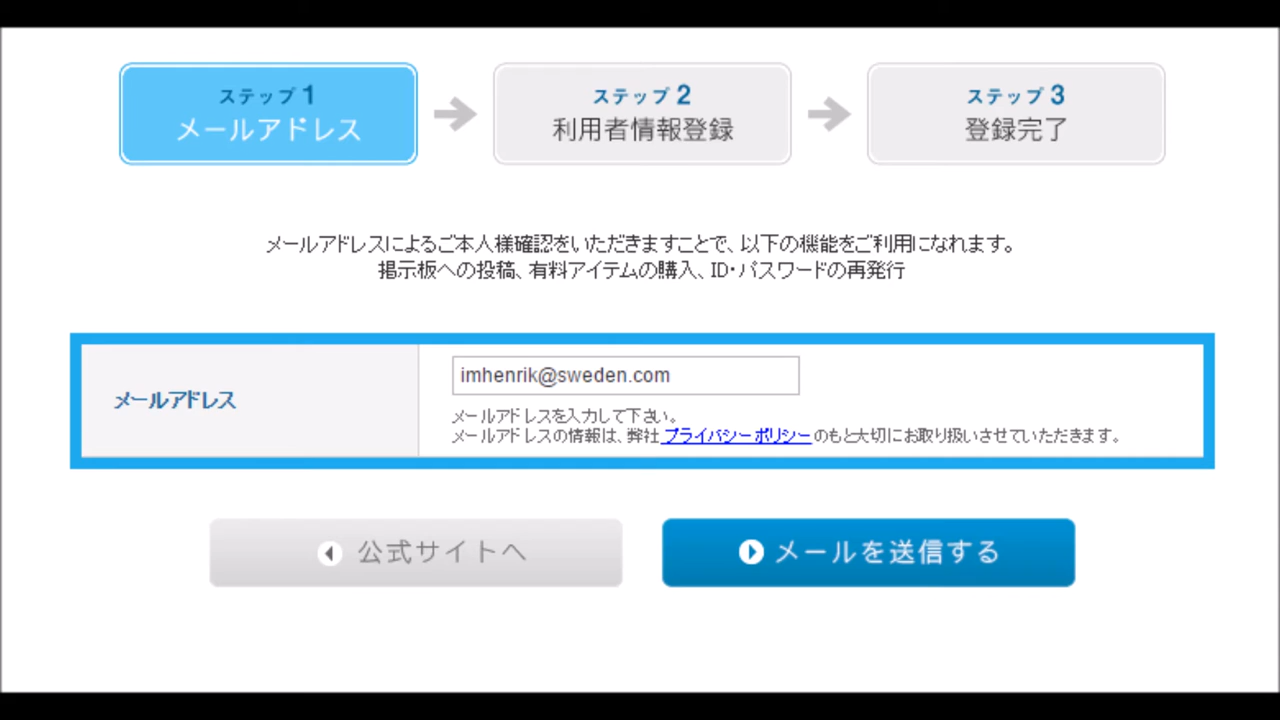 ステップ 1
メールアドレス
ステップ 2
利用者情報登録
ステップ 3
登録完了
メールアドレスによるご本人様確認をいただきますことで、以下の機能をご利用になれます。
掲示板への投稿、有料アイテムの購入、ID・パスワードの再発行
メールアドレス
imhenrik@sweden.com
メールアドレスを入力して下さい。
メールアドレスの情報は、弊社プライバシーポリシーのもと大切にお取り扱いさせていただきます。
公式サイトへ
メールを送信する